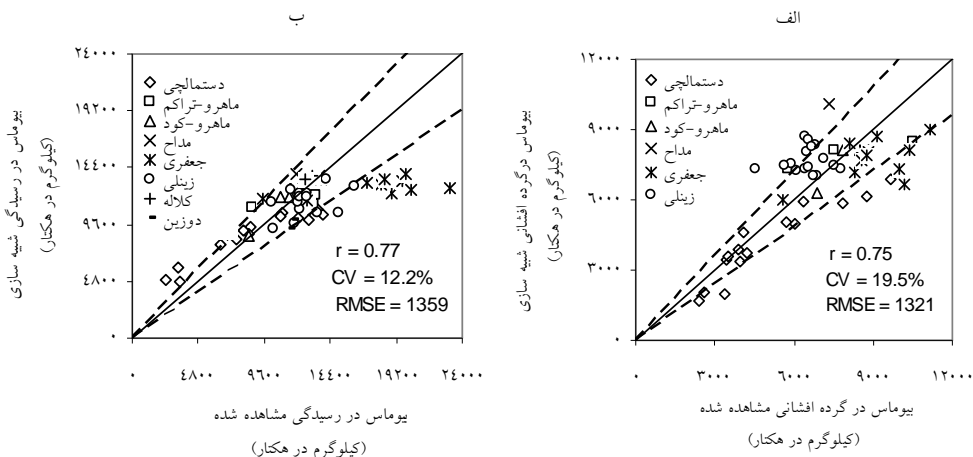 الف
۱۲۰۰۰
۹۰۰۰
۶۰۰۰
۳۰۰۰
۰
بیوماس درگرده افشانی شبیه سازی
(کیلوگرم در هکتار)
دستمالچی
ماهرو-تراکم
ماهرو-کود
مداح
جعفری
زینلی
r = 0.75
CV = 19.5%
RMSE = 1321
۰ ۳۰۰۰ ۶۰۰۰ ۹۰۰۰ ۱۲۰۰۰
بیوماس در گرده افشانی مشاهده شده
(کیلوگرم در هکتار)
ب
۲۴۰۰۰
۱۹۲۰۰
۱۴۴۰۰
۹۶۰۰
۴۸۰۰
۰
بیوماس در رسیدگی شبیه سازی
(کیلوگرم در هکتار)
دستمالچی
ماهرو-تراکم
ماهرو-کود
مداح
جعفری
زینلی
کلاله
دوزین
r = 0.77
CV = 12.2%
RMSE = 1359
۰ ۴۸۰۰ ۹۶۰۰ ۱۴۴۰۰ ۱۹۲۰۰ ۲۴۰۰۰
بیوماس در رسیدگی مشاهده شده
(کیلوگرم در هکتار)